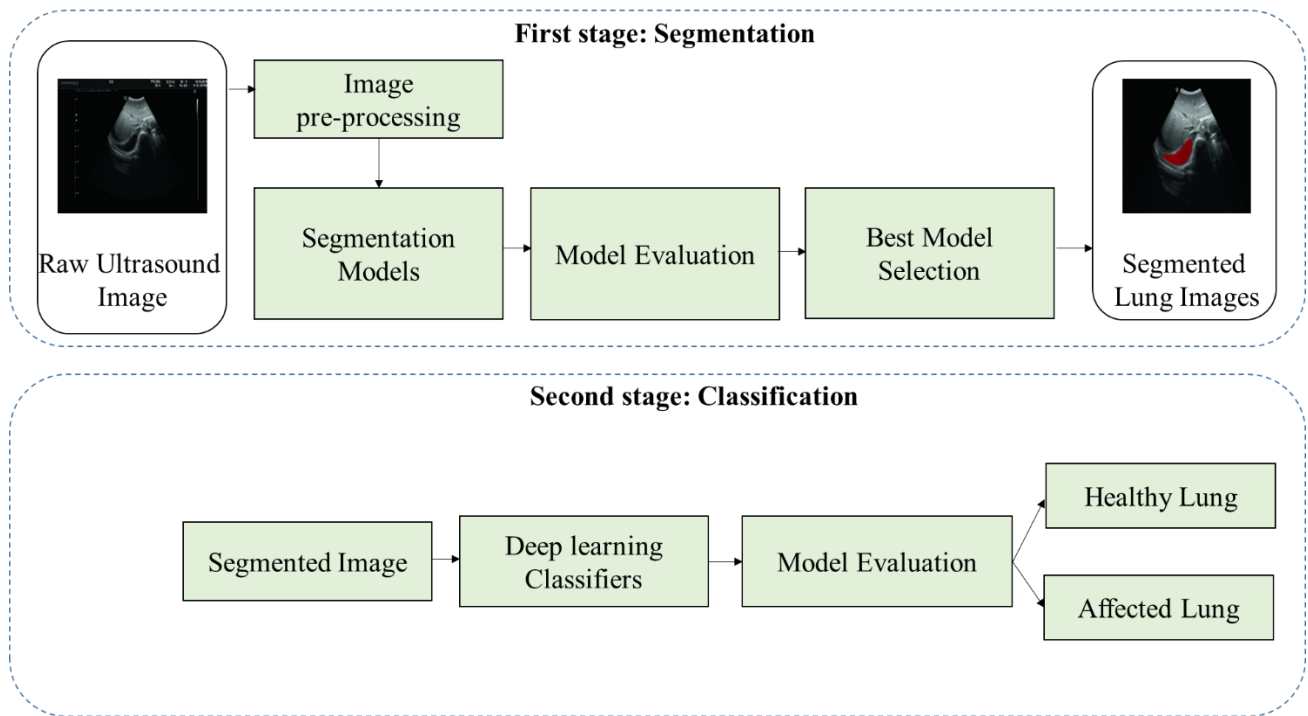 First stage: Segmentation
Image
pre-processing
Raw Ultrasound
Image
Segmentation
Models
Model Evaluation
Best Model
Selection
Segmented
Lung Images
Second stage: Classification
Segmented Image
Deep learning
Classifiers
Model Evaluation
Healthy Lung
Affected Lung